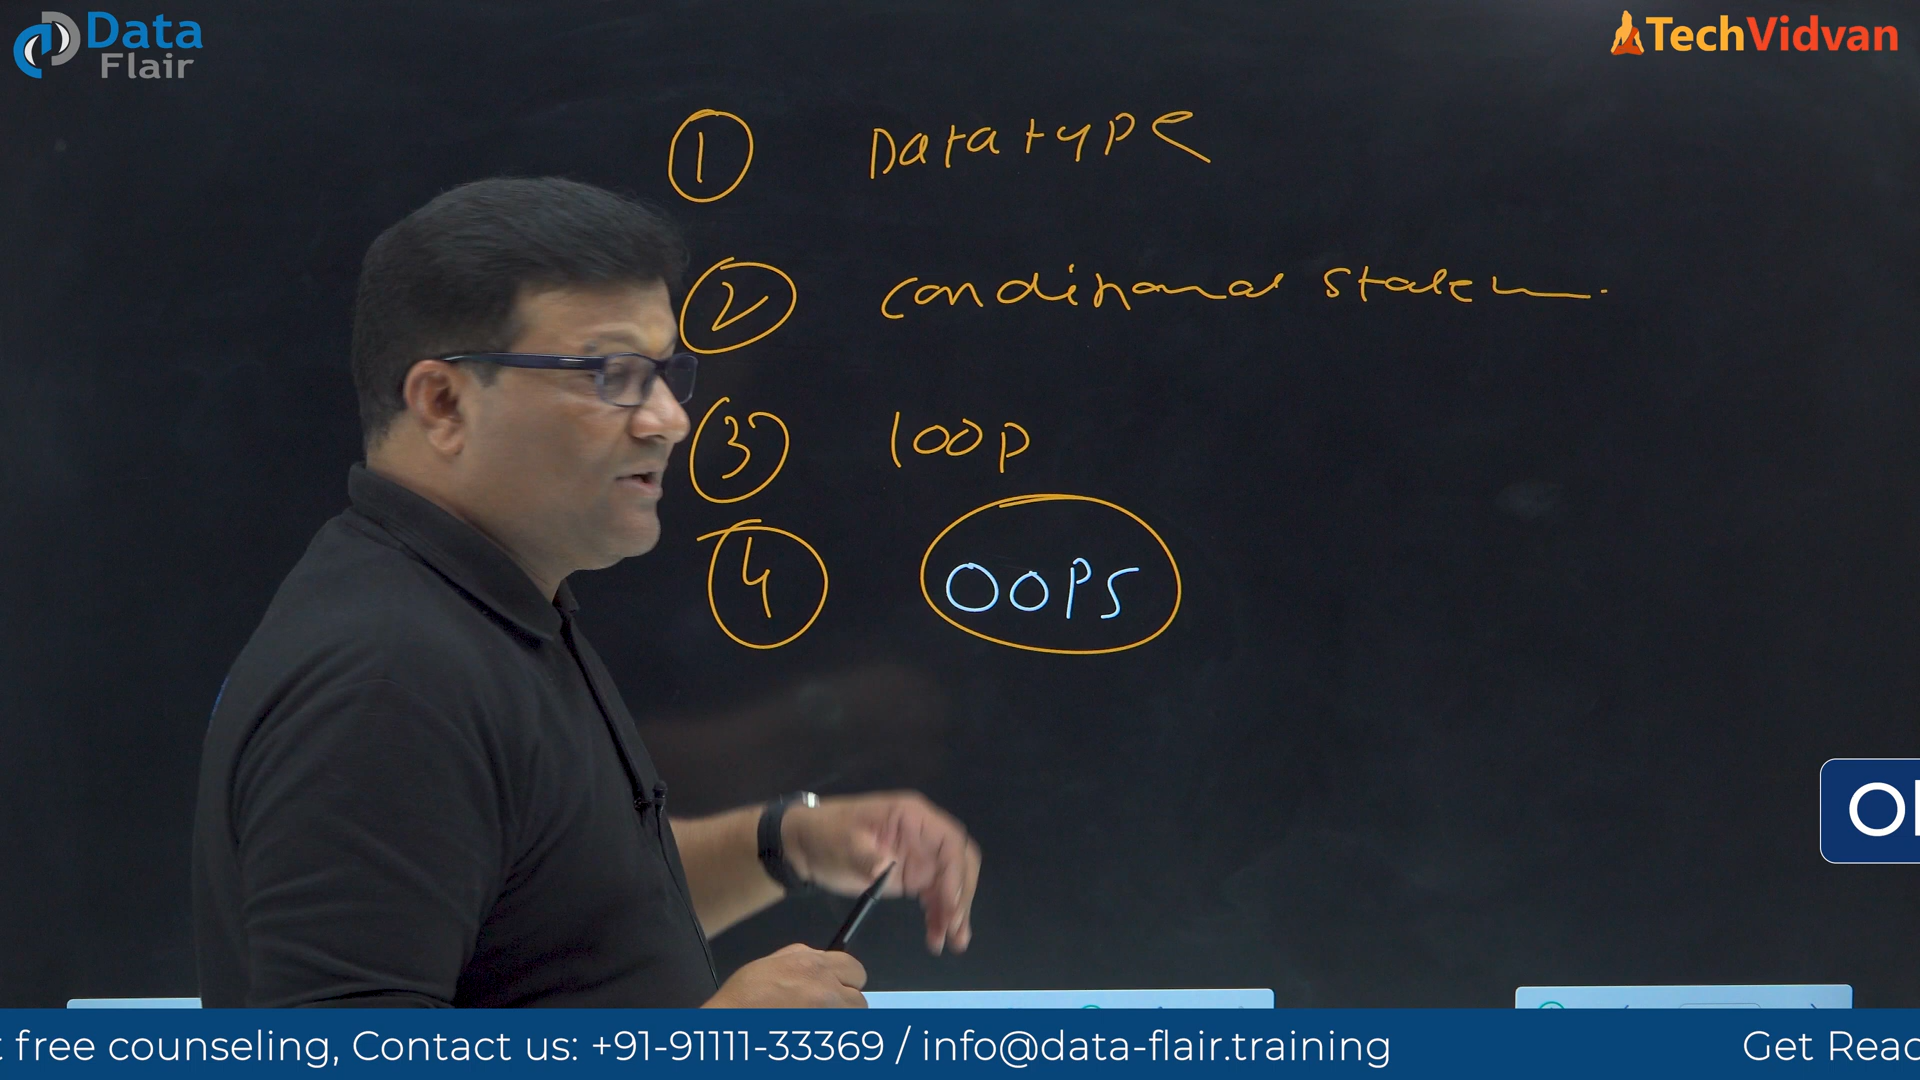 Data Flair
TechVidvan
1 Datatype
2 conditional statem
3 loop
4 OOPS
t free counseling, Contact us: +91-91111-33369 / info@data-flair.training
Get Reac